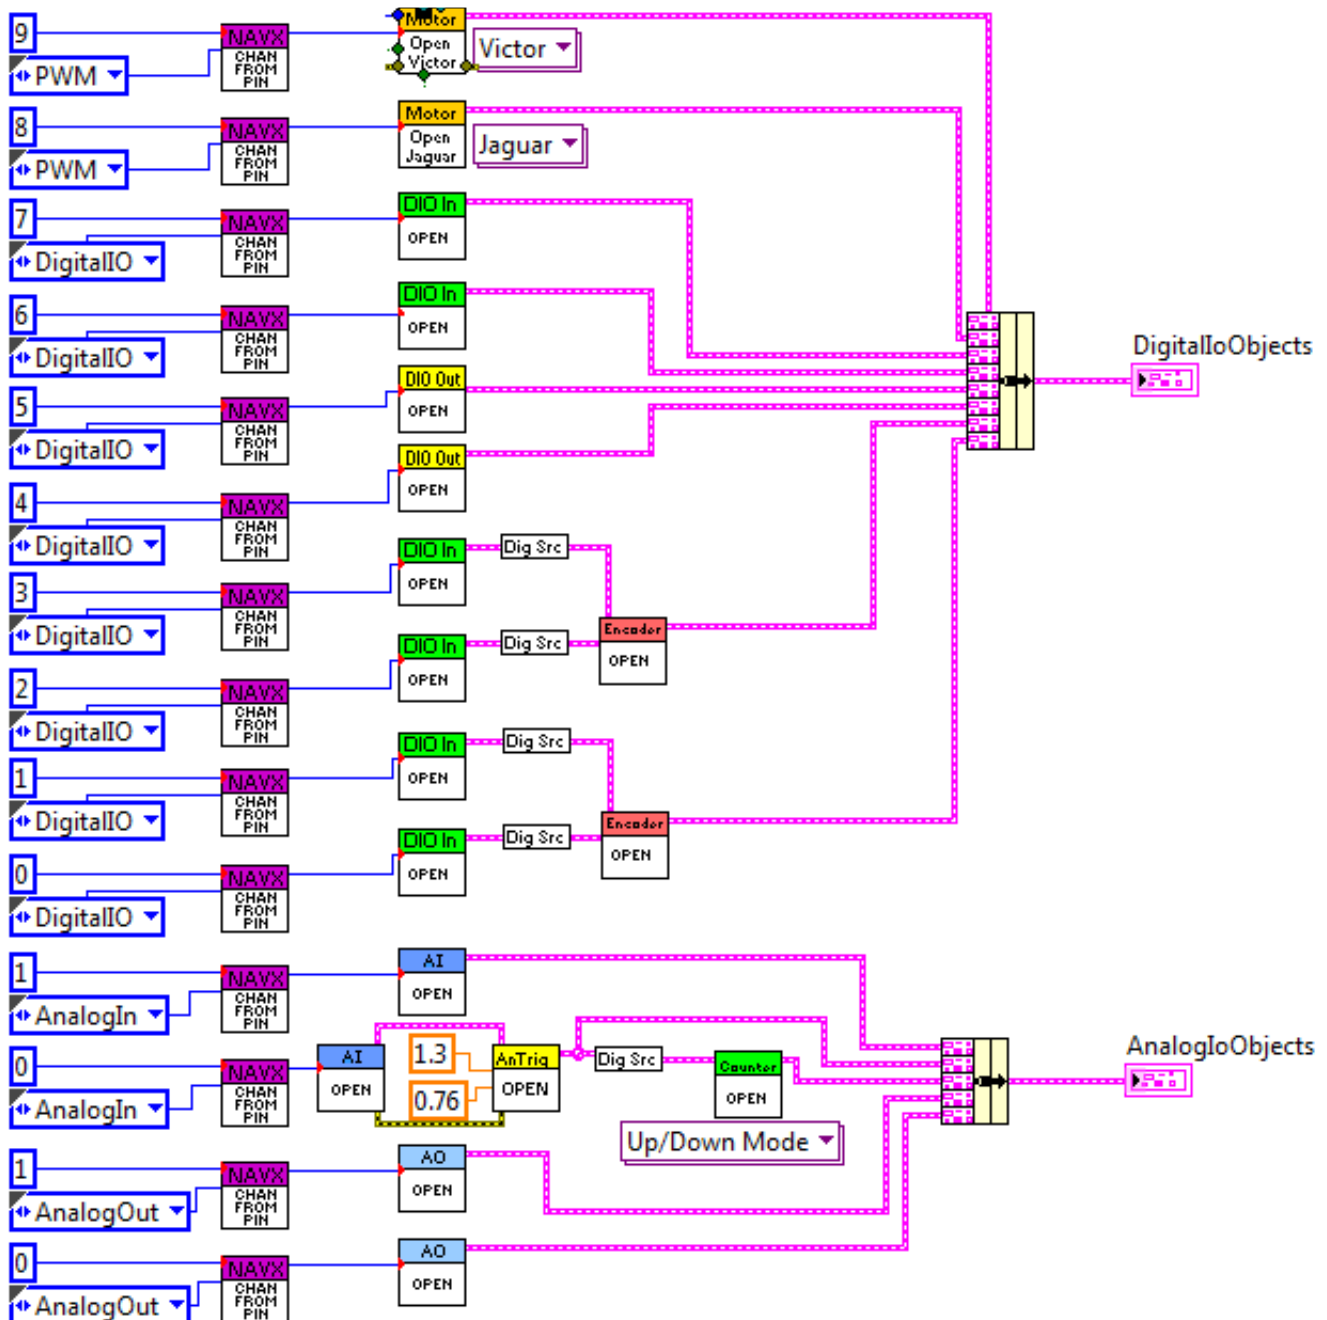 9
NAVX
CHAN
FROM
PIN
PWM
Motor
Open
Victor
Victor
8
NAVX
CHAN
FROM
PIN
PWM
Motor
Open
Jaguar
Jaguar
7
NAVX
CHAN
FROM
PIN
DigitalIO
DIO In
OPEN
6
NAVX
CHAN
FROM
PIN
DigitalIO
DIO In
OPEN
DigitalIoObjects
5
NAVX
CHAN
FROM
PIN
DigitalIO
DIO Out
OPEN
4
NAVX
CHAN
FROM
PIN
DigitalIO
DIO Out
OPEN
3
NAVX
CHAN
FROM
PIN
DigitalIO
DIO In
OPEN
Dig Src
Encoder
OPEN
2
NAVX
CHAN
FROM
PIN
DigitalIO
DIO In
OPEN
Dig Src
1
NAVX
CHAN
FROM
PIN
DigitalIO
DIO In
OPEN
Dig Src
Encoder
OPEN
0
NAVX
CHAN
FROM
PIN
DigitalIO
DIO In
OPEN
Dig Src
1
NAVX
CHAN
FROM
PIN
AnalogIn
AI
OPEN
0
NAVX
CHAN
FROM
PIN
AnalogIn
AI
OPEN
1.3
0.76
AnTrig
OPEN
Dig Src
Counter
OPEN
Up/Down Mode
AnalogIoObjects
1
NAVX
CHAN
FROM
PIN
AnalogOut
AO
OPEN
0
NAVX
CHAN
FROM
PIN
AnalogOut
AO
OPEN